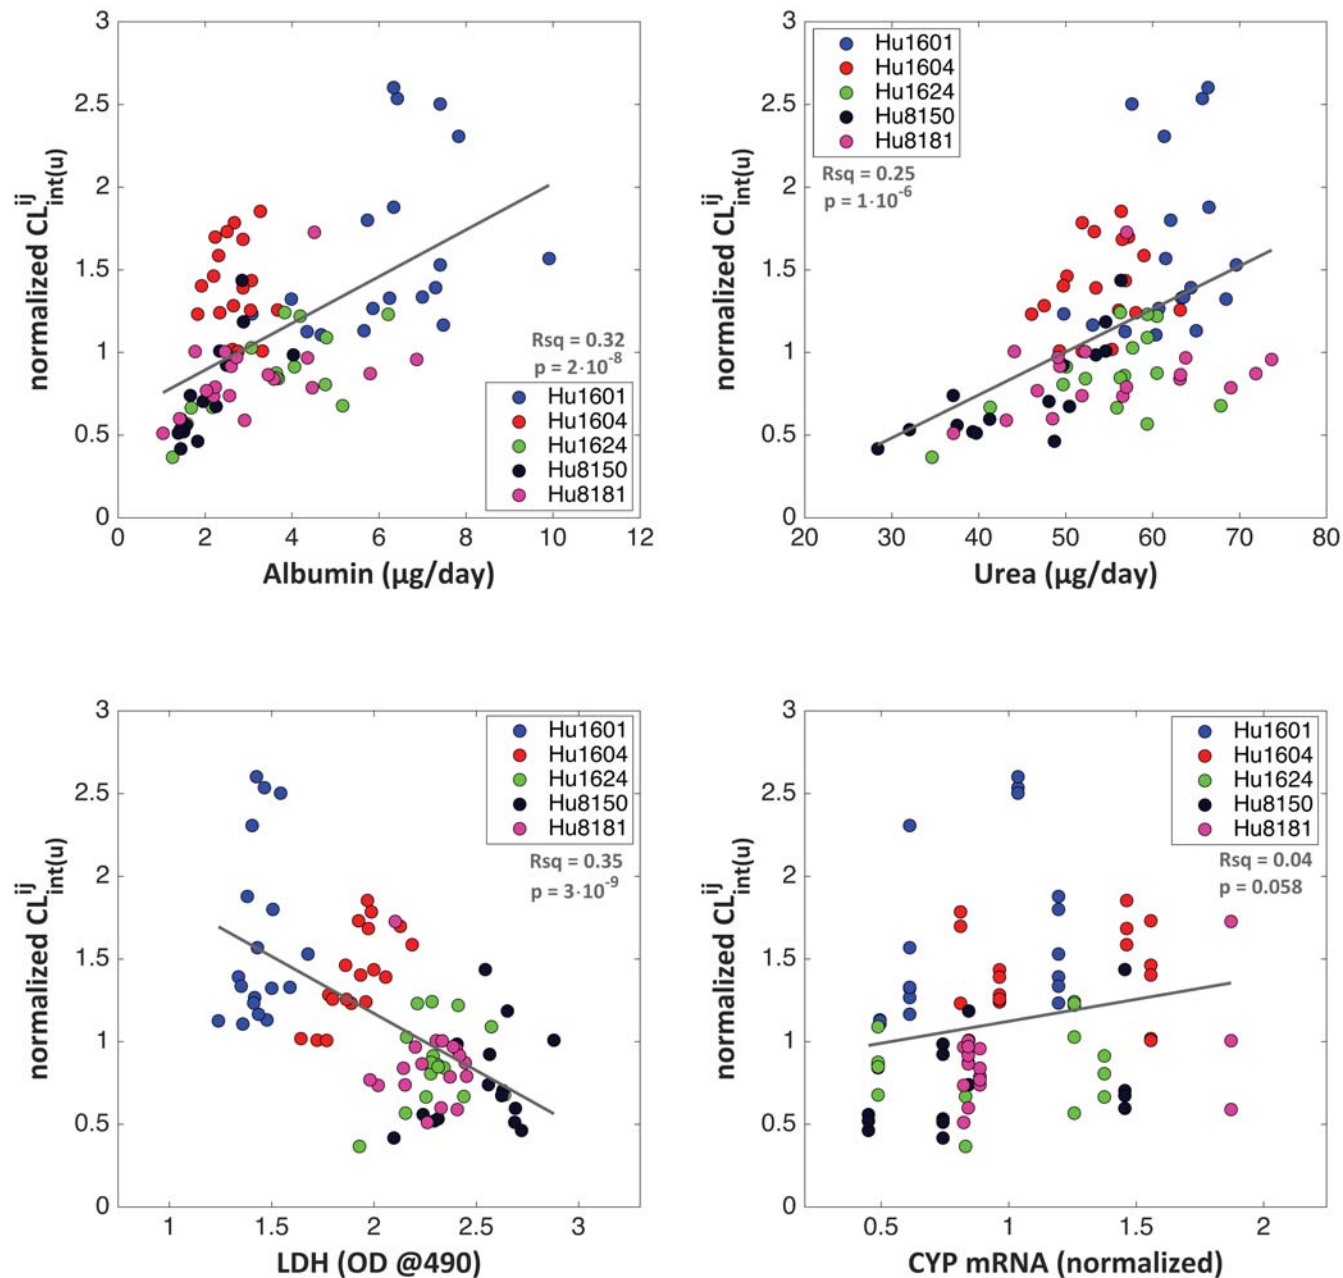 3
2.5
2
1.5
1
0.5
0
normalized CL^ij_int(u)
0 2 4 6 8 10 12
Albumin (µg/day)
Rsq = 0.32
p = 2·10^-8
Hu1601
Hu1604
Hu1624
Hu8150
Hu8181
3
2.5
2
1.5
1
0.5
0
normalized CL^ij_int(u)
20 30 40 50 60 70 80
Urea (µg/day)
Hu1601
Hu1604
Hu1624
Hu8150
Hu8181
Rsq = 0.25
p = 1·10^-6
3
2.5
2
1.5
1
0.5
0
normalized CL^ij_int(u)
1 1.5 2 2.5 3
LDH (OD @490)
Hu1601
Hu1604
Hu1624
Hu8150
Hu8181
Rsq = 0.35
p = 3·10^-9
3
2.5
2
1.5
1
0.5
0
normalized CL^ij_int(u)
0.5 1 1.5 2
CYP mRNA (normalized)
Hu1601
Hu1604
Hu1624
Hu8150
Hu8181
Rsq = 0.04
p = 0.058